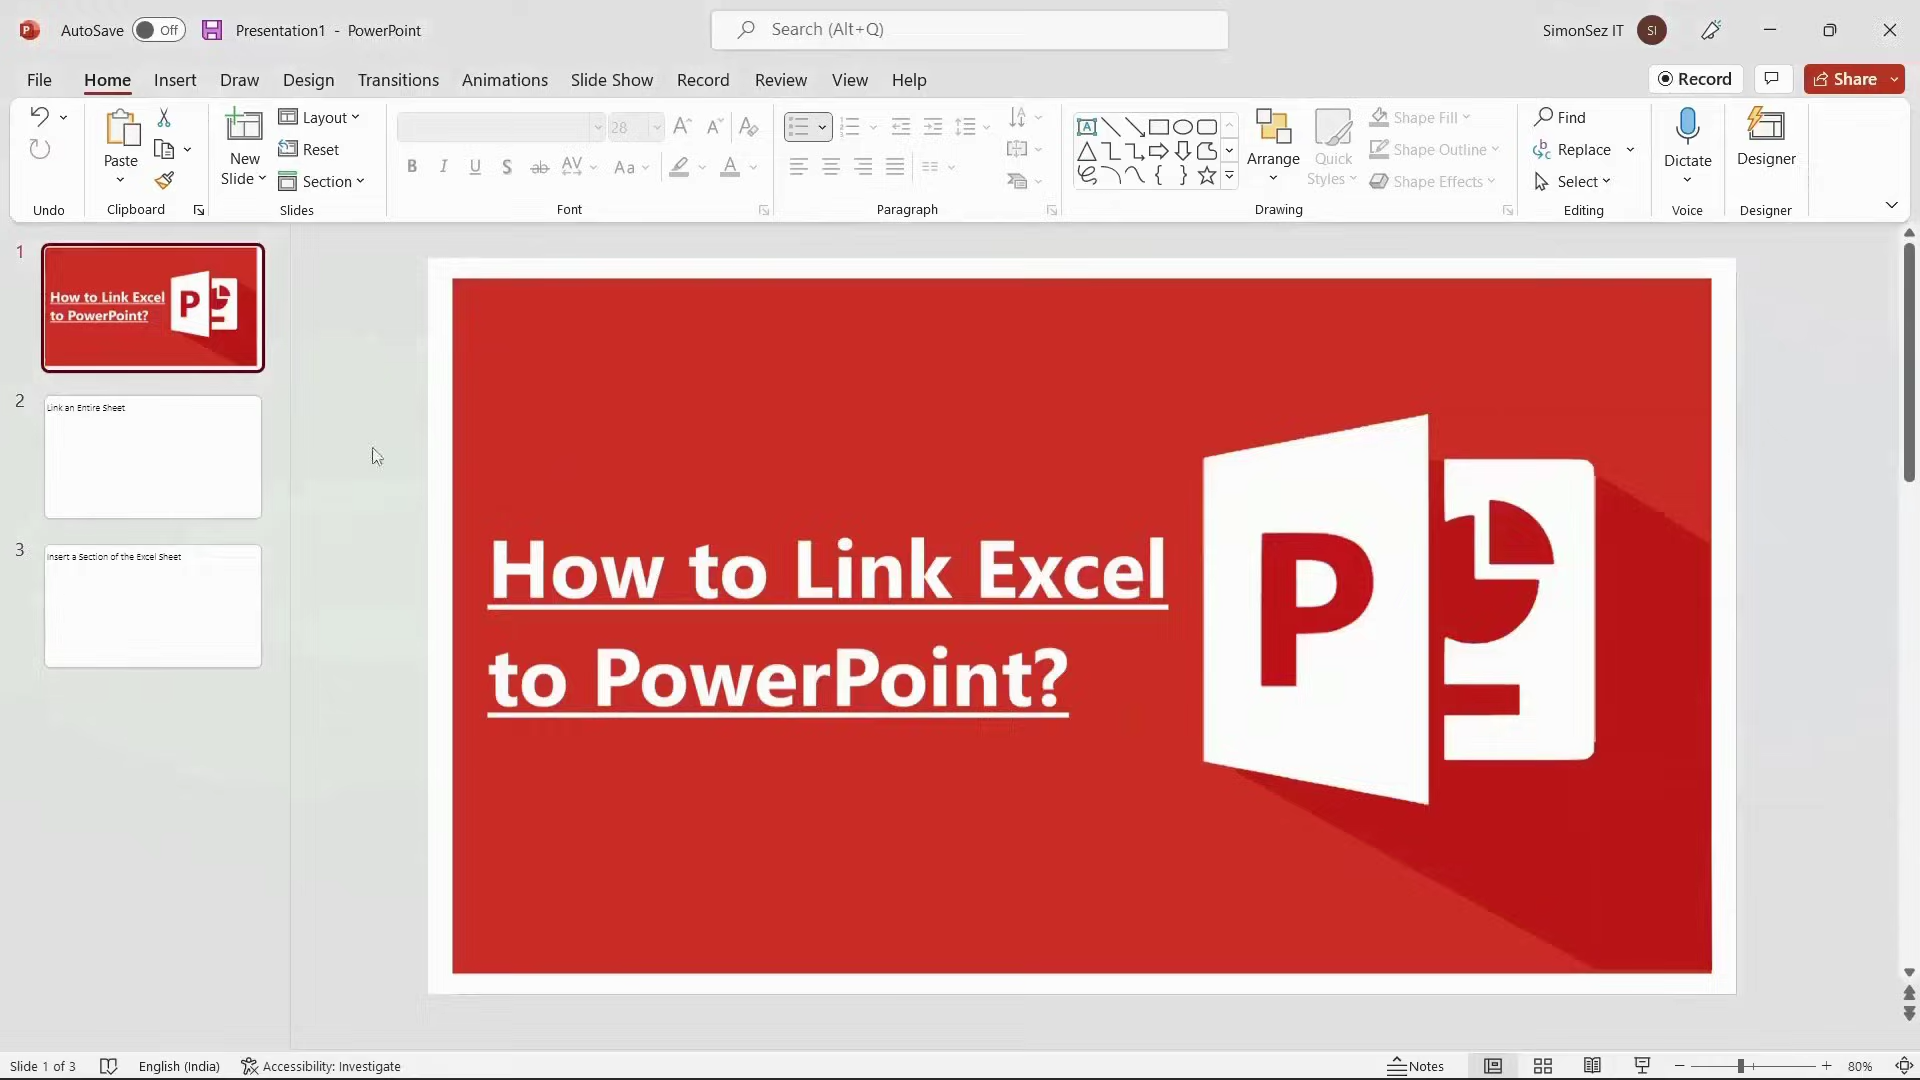 AutoSave Off Presentation1 - PowerPoint Search (Alt+Q) SimonSez IT SI
File Home Insert Draw Design Transitions Animations Slide Show Record Review View Help Record Share
Undo
Paste
Clipboard
New
Slide
Layout
Reset
Section
Slides
28
B I U S ab AV Aa A
Font
Paragraph
Arrange
Quick
Styles
Shape Fill
Shape Outline
Shape Effects
Drawing
Find
Replace
Select
Editing
Dictate
Voice
Designer
Designer
1
How to Link Excel
to PowerPoint?
P
2
Link an Entire Sheet
3
Insert a Section of the Excel Sheet
How to Link Excel
to PowerPoint?
P
Slide 1 of 3 English (India) Accessibility: Investigate Notes 80%